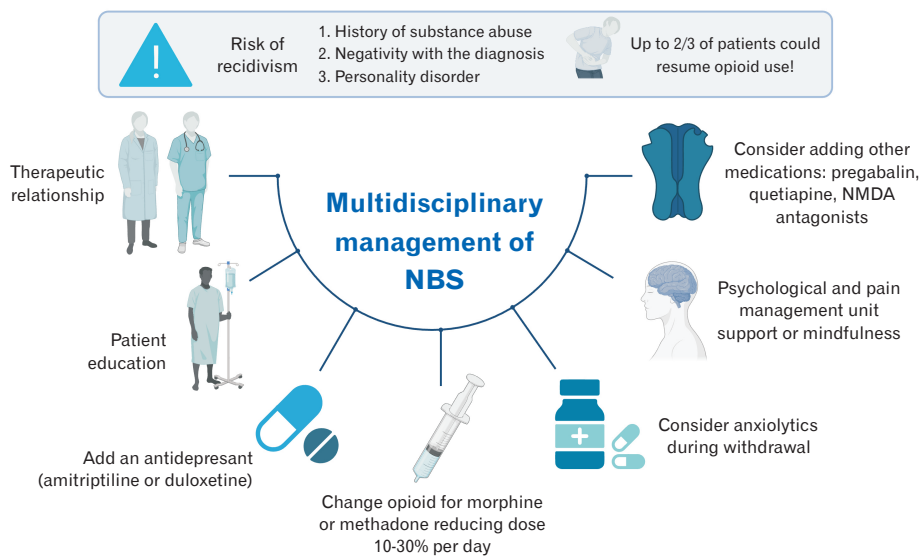 Risk of
recidivism
1. History of substance abuse
2. Negativity with the diagnosis
3. Personality disorder
Up to 2/3 of patients could
resume opioid use!
Therapeutic
relationship
Patient
education
Add an antidepresant
(amitriptiline or duloxetine)
Change opioid for morphine
or methadone reducing dose
10-30% per day
Consider anxiolytics
during withdrawal
Psychological and pain
management unit
support or mindfulness
Consider adding other
medications: pregabalin,
quetiapine, NMDA
antagonists
Multidisciplinary
management of
NBS